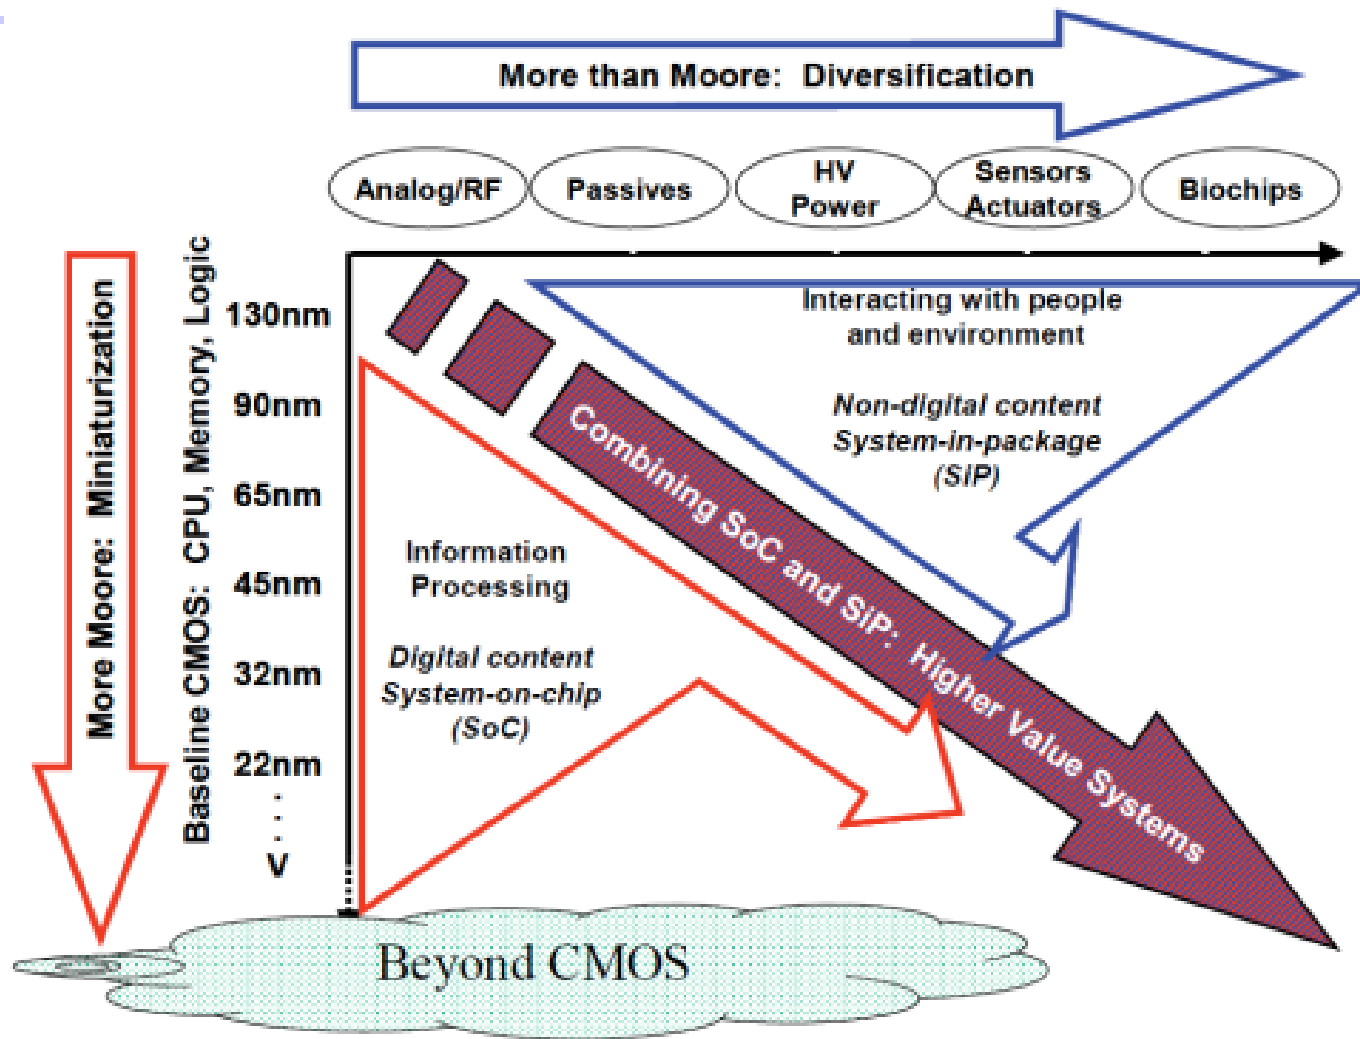 More than Moore:  Diversification
Analog/RF
Passives
HV
Power
Sensors
Actuators
Biochips
More Moore:  Miniaturization
Baseline CMOS:  CPU, Memory, Logic
130nm
90nm
65nm
45nm
32nm
22nm
.
.
.
V
Interacting with people
and environment
Non-digital content
System-in-package
(SiP)
Combining SoC and SiP:  Higher Value Systems
Information
Processing
Digital content
System-on-chip
(SoC)
Beyond CMOS